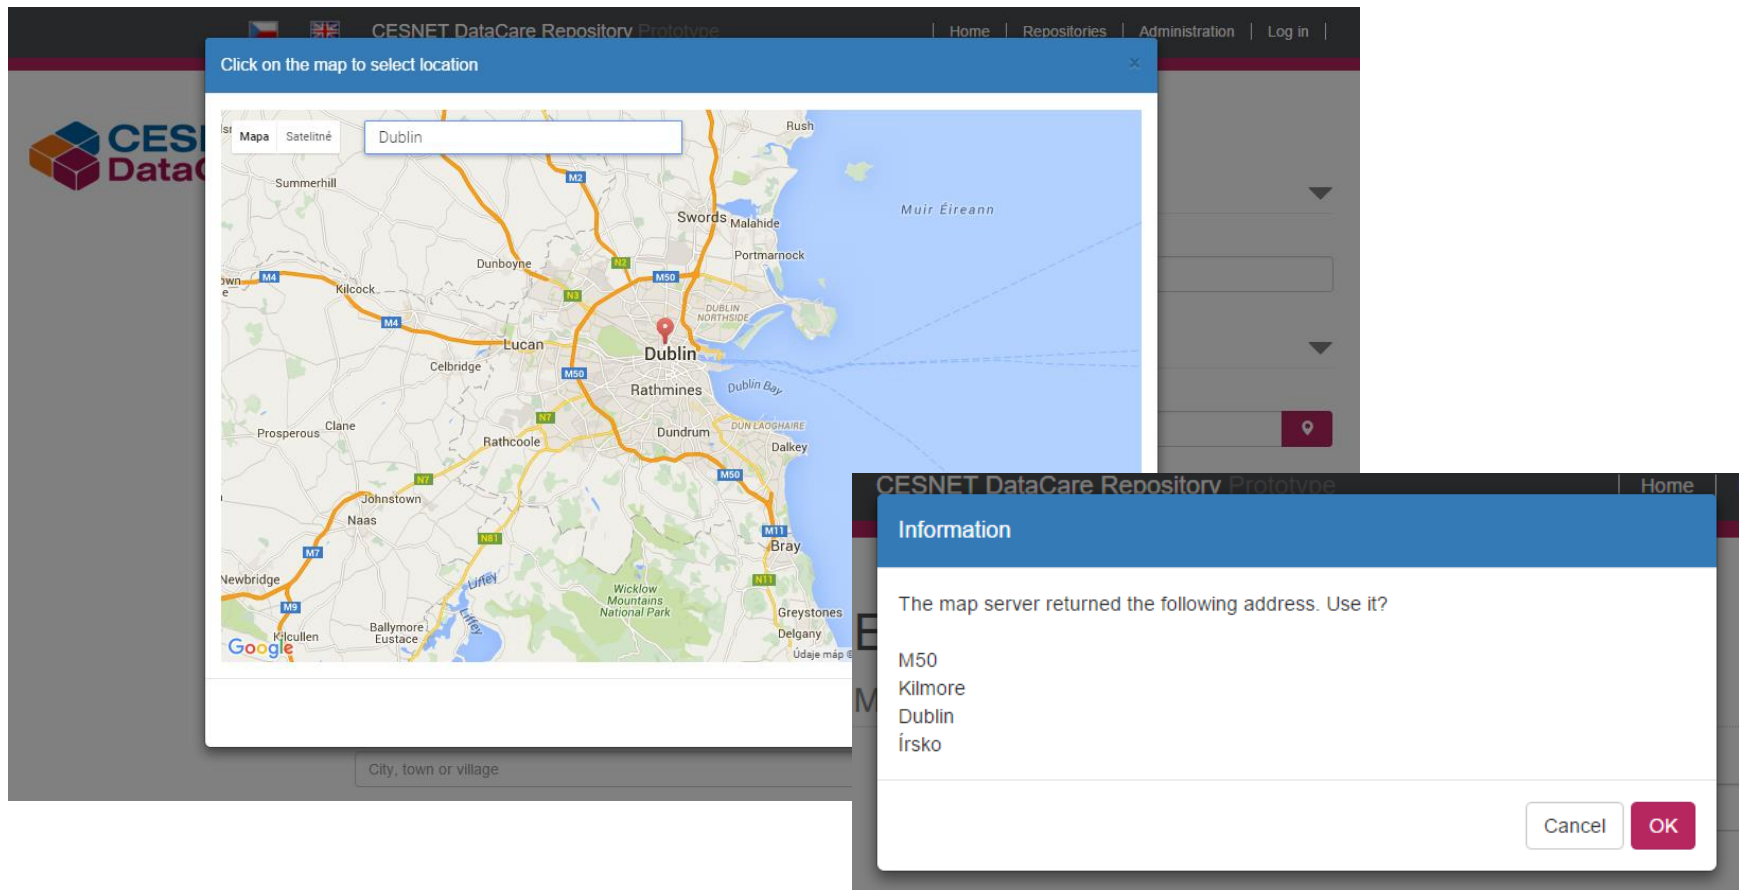 CESNET DataCare Repository Prototype
Home | Repositories | Administration | Log in |
Click on the map to select location
×
CES
Data
Mapa
Satelitné
Dublin
Rush
Summerhill
M2
Muir Éireann
Swords
Malahide
Portmarnock
Dunboyne
N2
M50
M4
Kilcock
N3
DUBLIN
NORTHSIDE
M4
Lucan
Dublin
Celbridge
M50
Rathmines
Dublin Bay
N7
Clane
Prosperous
Rathcoole
Dundrum
DUN LAOGHAIRE
Dalkey
N7
M50
Johnstown
Naas
M11
N81
Bray
M7
Newbridge
Liffey
N11
Wicklow
Mountains
National Park
M9
Greystones
Kilcullen
Ballymore
Eustace
Liffey
Delgany
Google
Údaje máp ©
City, town or village
CESNET DataCare Repository Prototype
Home
Information
The map server returned the following address. Use it?
M50
Kilmore
Dublin
Írsko
Cancel
OK